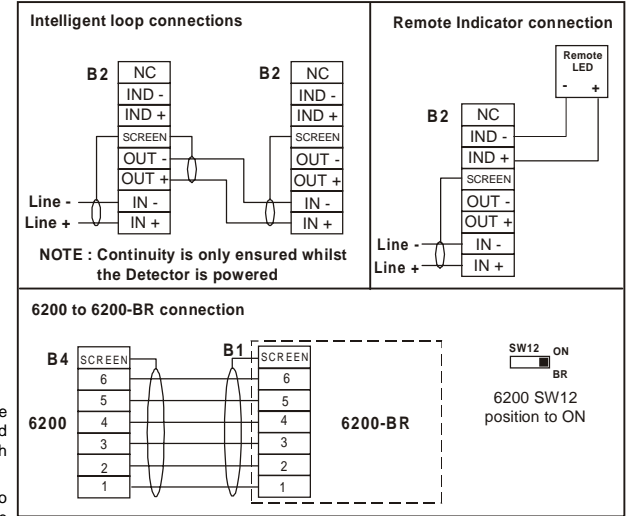 Intelligent loop connections
B2
NC
IND -
IND +
SCREEN
OUT -
OUT +
IN -
IN +
Line -
Line +
B2
NC
IND -
IND +
SCREEN
OUT -
OUT +
IN -
IN +
NOTE : Continuity is only ensured whilst
the Detector is powered
Remote Indicator connection
Remote
LED
- +
B2
NC
IND -
IND +
SCREEN
OUT -
OUT +
IN -
IN +
Line -
Line +
6200 to 6200-BR connection
B4
SCREEN
6
5
4
3
2
1
6200
B1
SCREEN
6
5
4
3
2
1
6200-BR
SW12 ON
BR
6200 SW12
position to ON